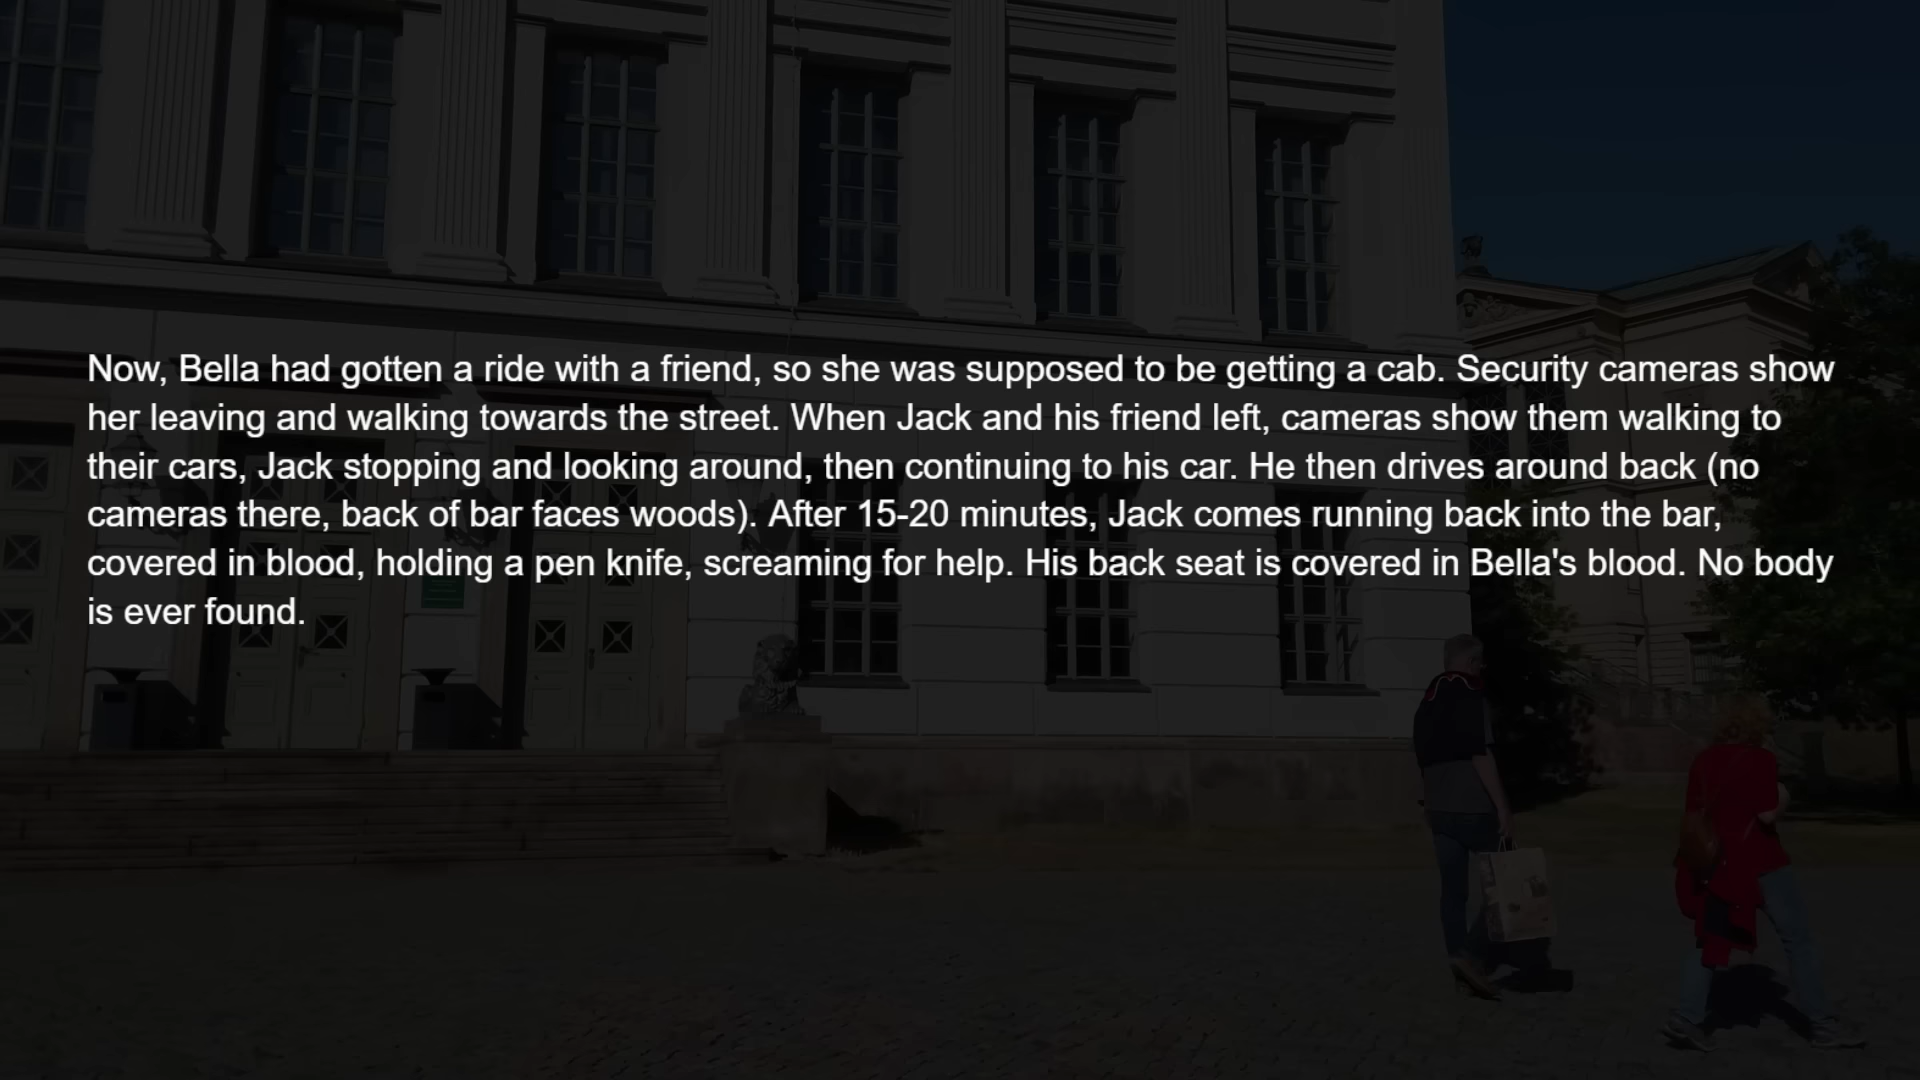 Now, Bella had gotten a ride with a friend, so she was supposed to be getting a cab. Security cameras show
her leaving and walking towards the street. When Jack and his friend left, cameras show them walking to
their cars, Jack stopping and looking around, then continuing to his car. He then drives around back (no
cameras there, back of bar faces woods). After 15-20 minutes, Jack comes running back into the bar,
covered in blood, holding a pen knife, screaming for help. His back seat is covered in Bella's blood. No body
is ever found.